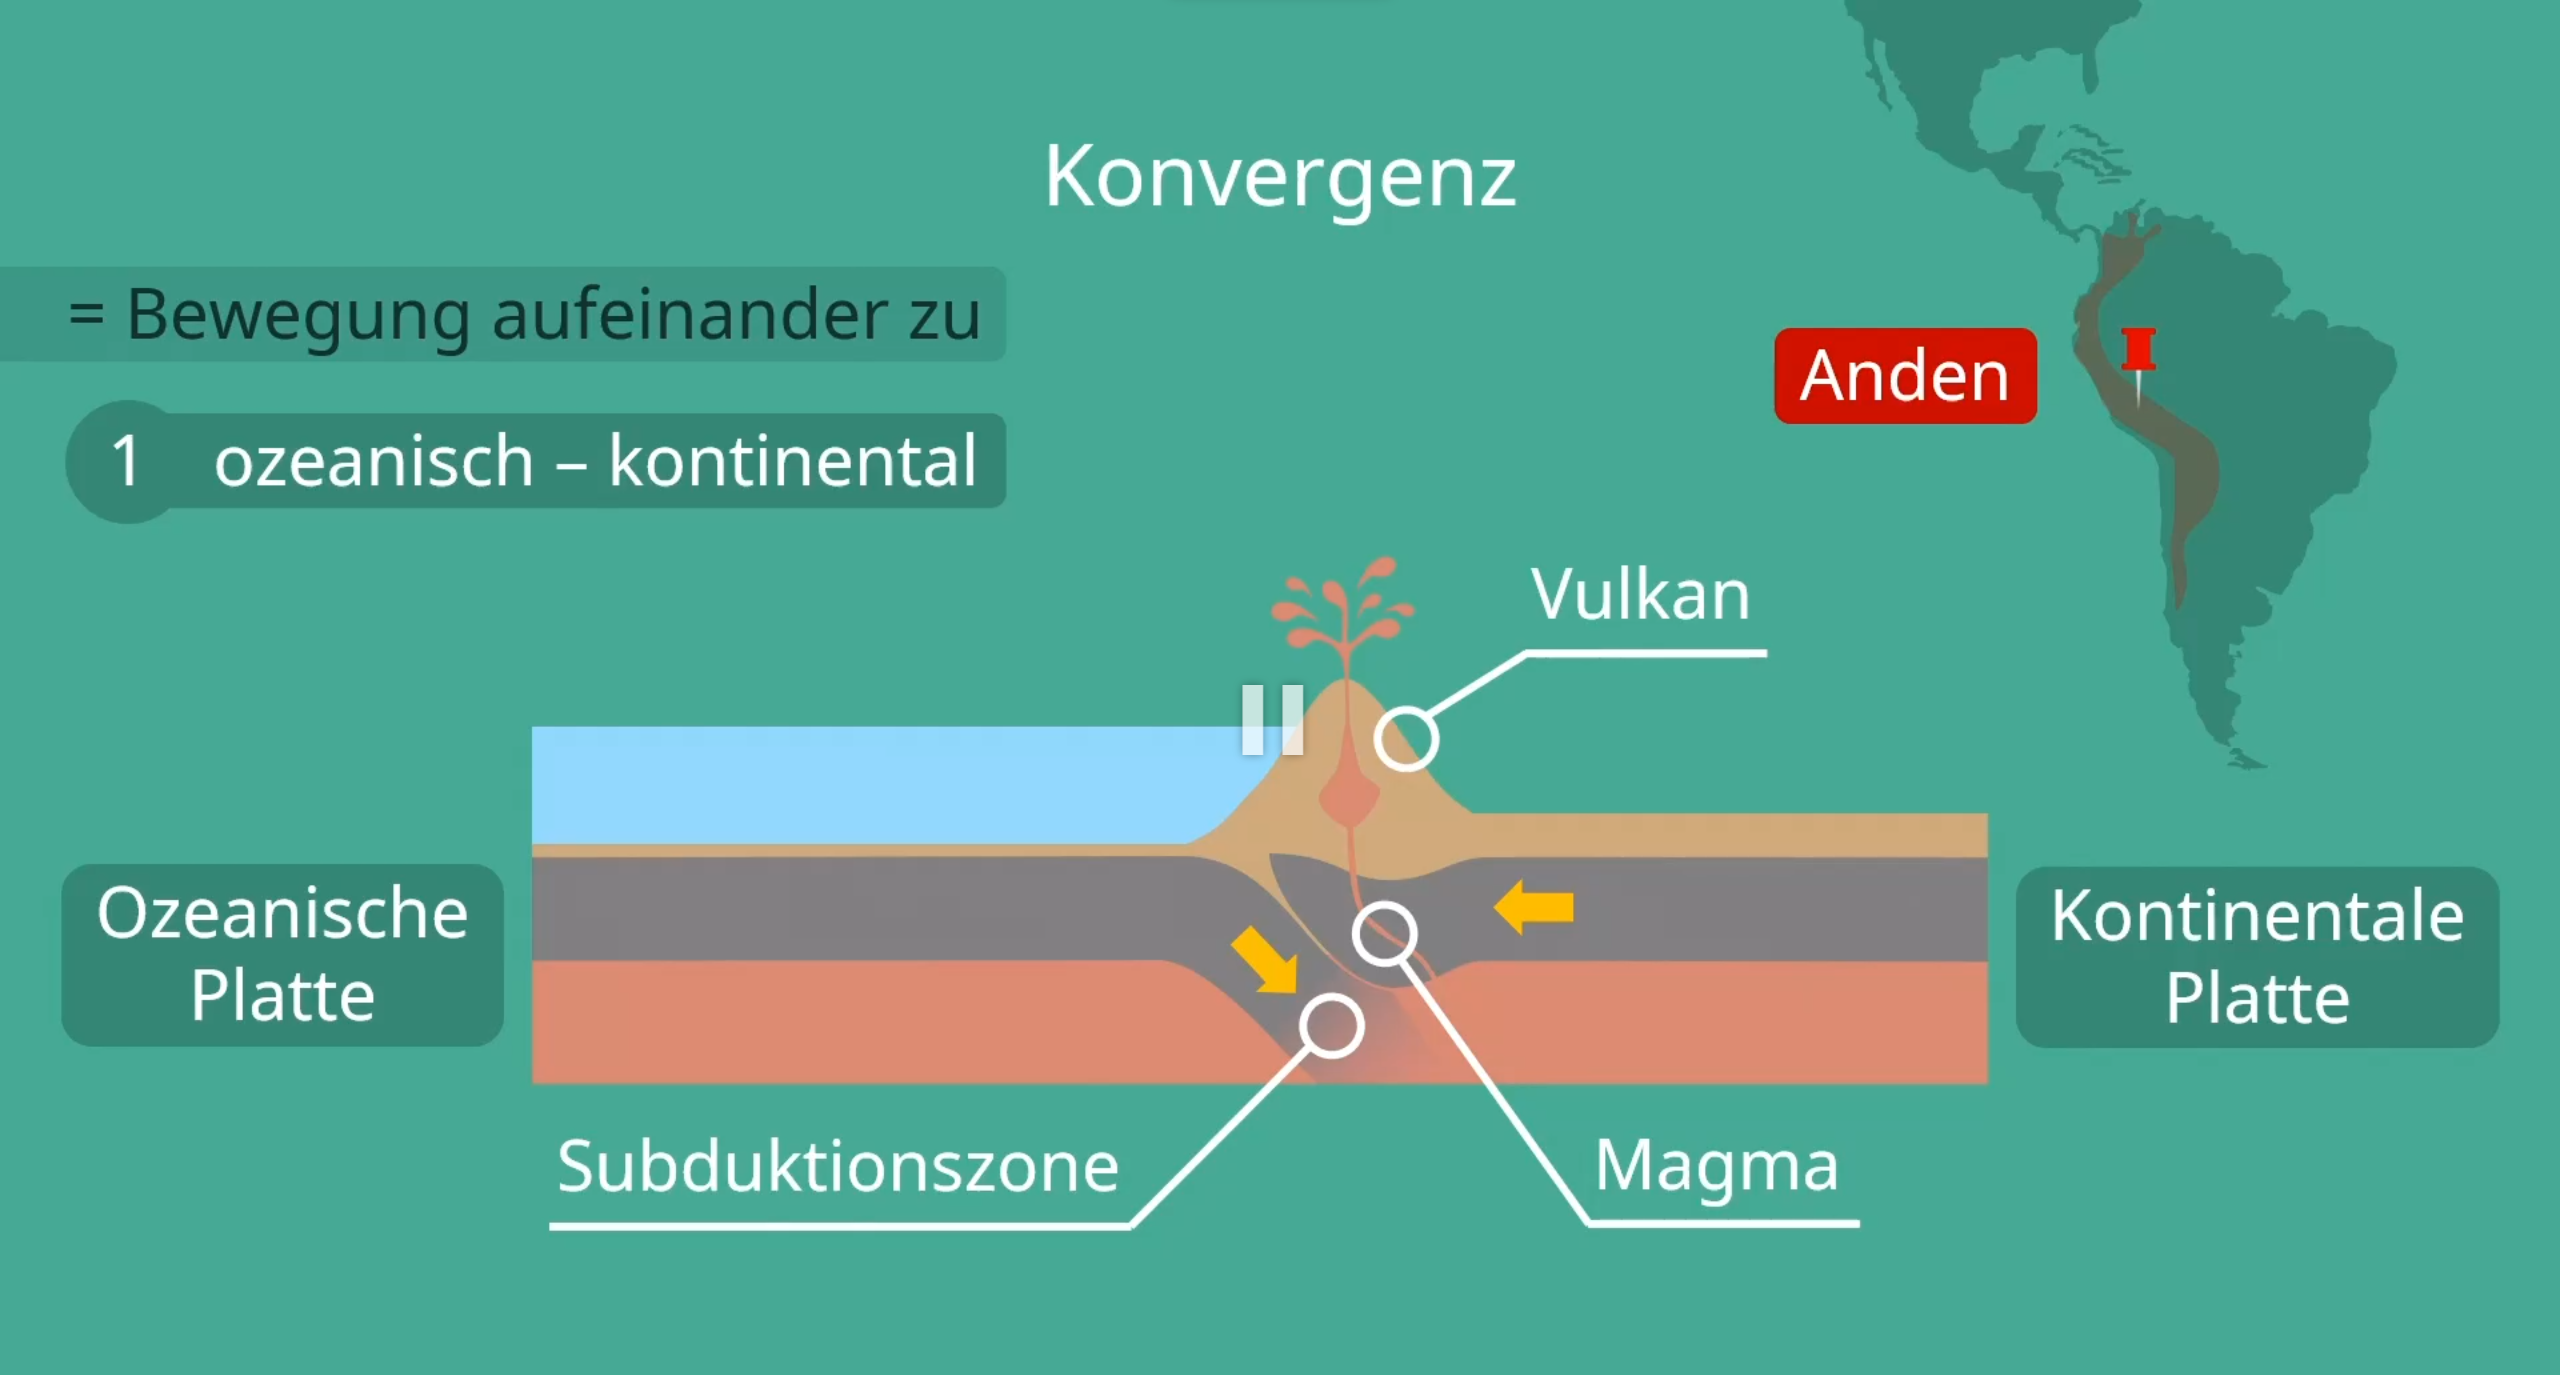 Konvergenz
= Bewegung aufeinander zu
1 ozeanisch – kontinental
Anden
Vulkan
Ozeanische
Platte
Kontinentale
Platte
Subduktionszone
Magma